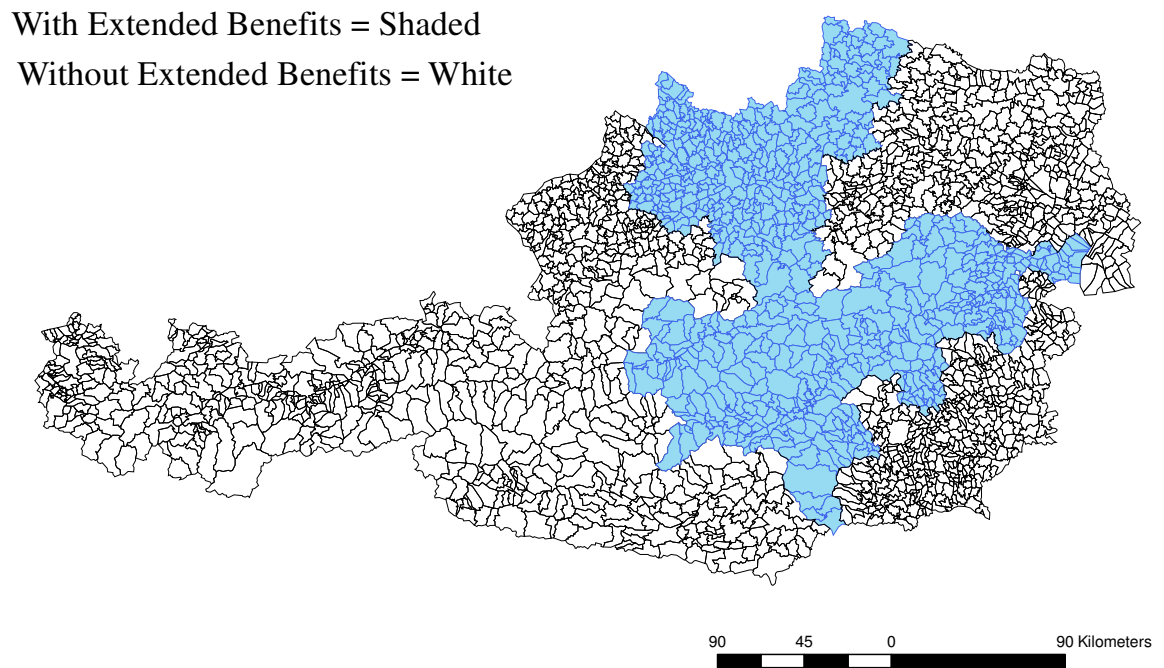 With Extended Benefits = Shaded
Without Extended Benefits = White
90 45 0 90 Kilometers